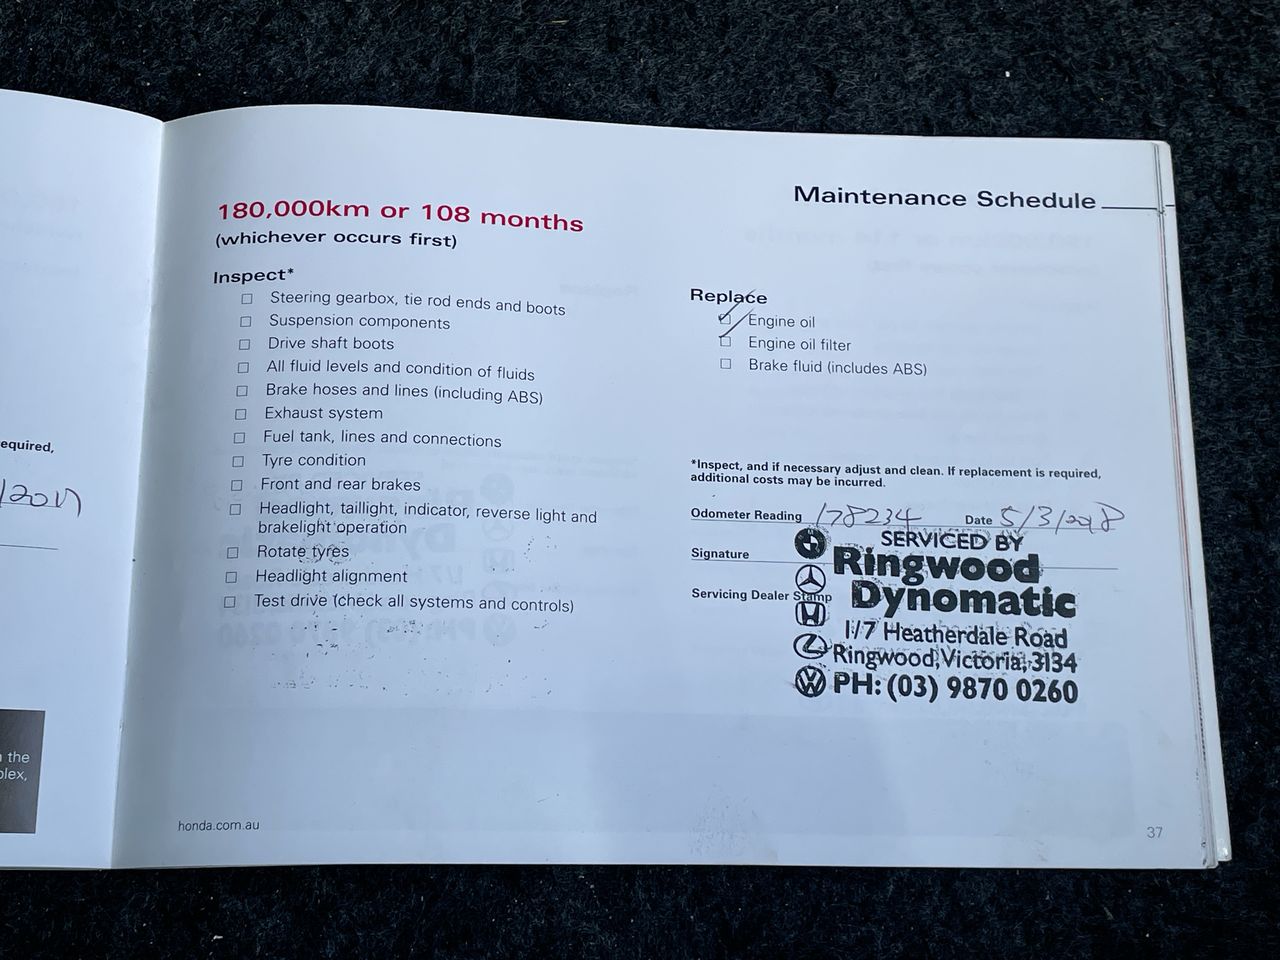 equired,
/2017
the
plex,
Maintenance Schedule
180,000km or 108 months
(whichever occurs first)
Inspect*
Steering gearbox, tie rod ends and boots
Suspension components
Drive shaft boots
All fluid levels and condition of fluids
Brake hoses and lines (including ABS)
Exhaust system
Fuel tank, lines and connections
Tyre condition
Front and rear brakes
Headlight, taillight, indicator, reverse light and
brakelight operation
Rotate tyres
Headlight alignment
Test drive (check all systems and controls)
Replace
Engine oil
Engine oil filter
Brake fluid (includes ABS)
*Inspect, and if necessary adjust and clean. If replacement is required,
additional costs may be incurred.
Odometer Reading 178234 Date 5/3/2018
Signature
Servicing Dealer Stamp
SERVICED BY
Ringwood
Dynomatic
1/7 Heatherdale Road
Ringwood, Victoria, 3134
PH: (03) 9870 0260
honda.com.au
37